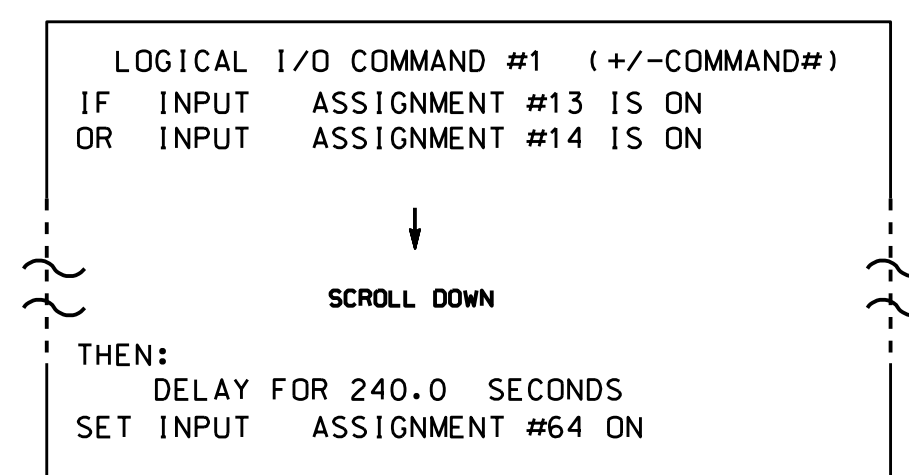 LOGICAL I/O COMMAND #1 (+/-COMMAND#)
IF INPUT ASSIGNMENT #13 IS ON
OR INPUT ASSIGNMENT #14 IS ON
SCROLL DOWN
THEN:
DELAY FOR 240.0 SECONDS
SET INPUT ASSIGNMENT #64 ON